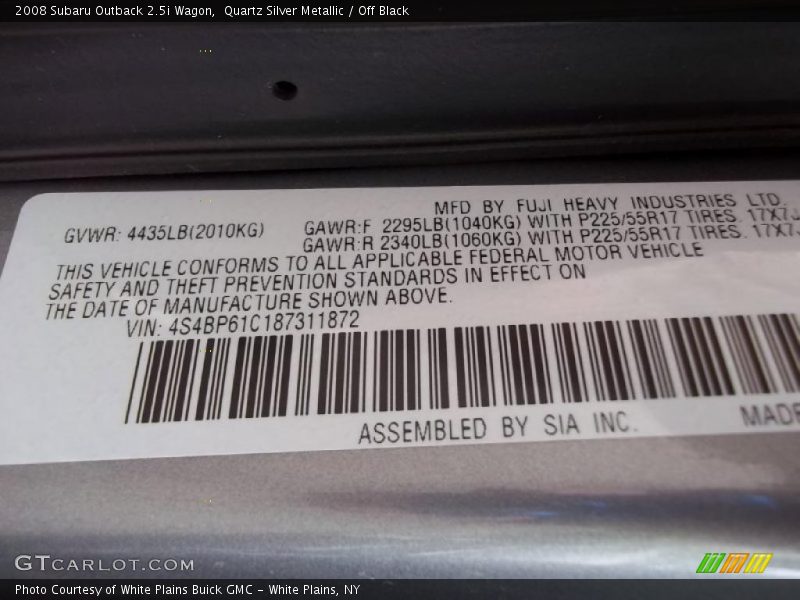 2008 Subaru Outback 2.5i Wagon,  Quartz Silver Metallic / Off Black
MFD BY FUJI HEAVY INDUSTRIES LTD.
GVWR: 4435LB(2010KG)
GAWR:F 2295LB(1040KG) WITH P225/55R17 TIRES. 17X7J
GAWR:R 2340LB(1060KG) WITH P225/55R17 TIRES. 17X7J
THIS VEHICLE CONFORMS TO ALL APPLICABLE FEDERAL MOTOR VEHICLE
SAFETY AND THEFT PREVENTION STANDARDS IN EFFECT ON
THE DATE OF MANUFACTURE SHOWN ABOVE.
VIN: 4S4BP61C187311872
ASSEMBLED BY SIA INC.
MADE
GTCARLOT.COM
Photo Courtesy of White Plains Buick GMC - White Plains, NY